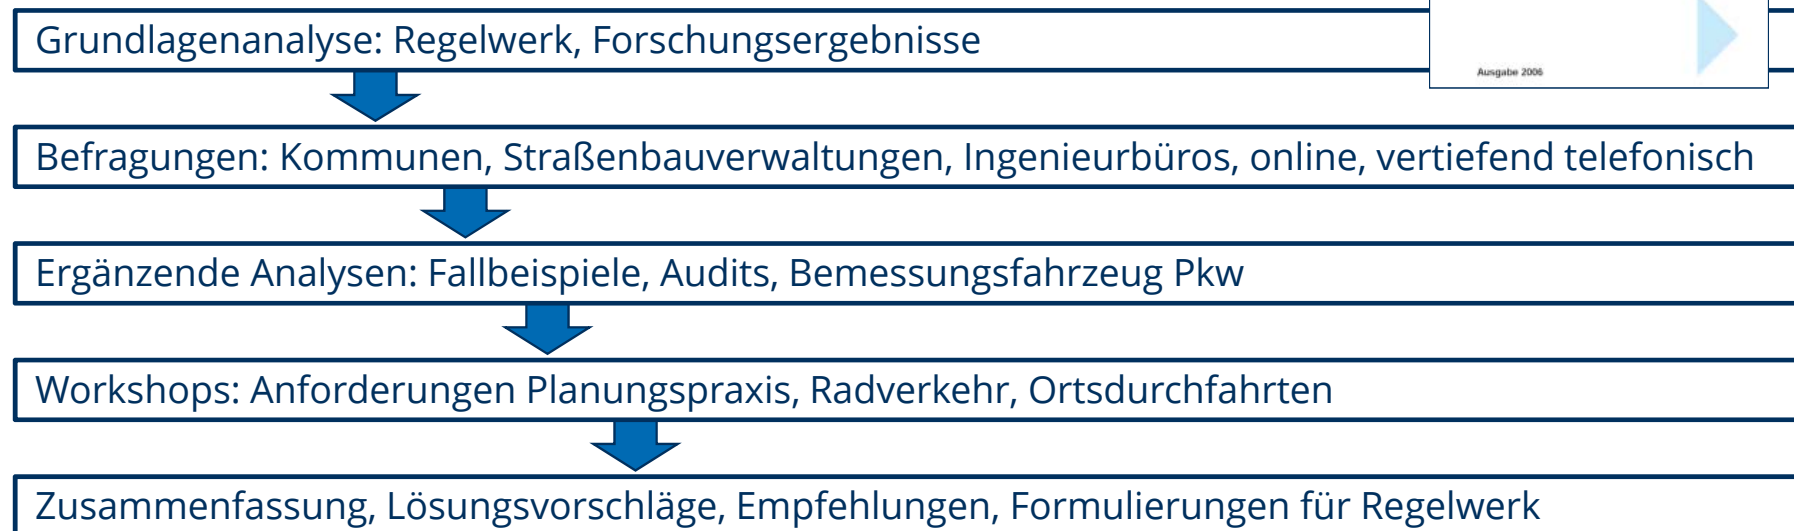 Grundlagenanalyse: Regelwerk, Forschungsergebnisse
Ausgabe 2006
Befragungen: Kommunen, Straßenbauverwaltungen, Ingenieurbüros, online, vertiefend telefonisch
Ergänzende Analysen: Fallbeispiele, Audits, Bemessungsfahrzeug Pkw
Workshops: Anforderungen Planungspraxis, Radverkehr, Ortsdurchfahrten
Zusammenfassung, Lösungsvorschläge, Empfehlungen, Formulierungen für Regelwerk